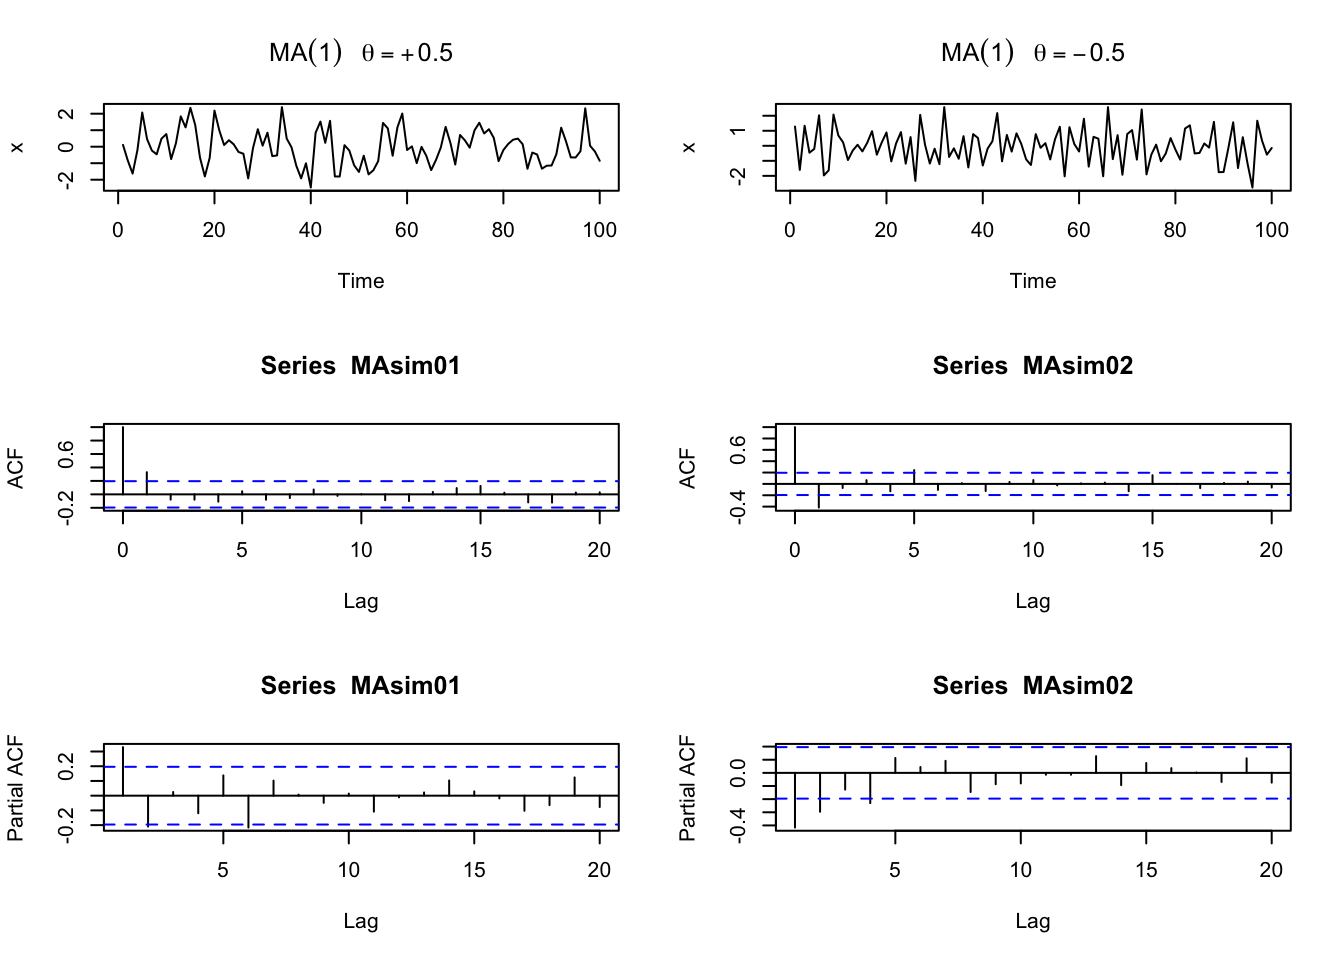 MA(1) θ = +0.5
x
2
0
-2
0 20 40 60 80 100
Time
MA(1) θ = −0.5
x
1
-2
0 20 40 60 80 100
Time
Series MAsim01
ACF
0.6
-0.2
0 5 10 15 20
Lag
Series MAsim02
ACF
0.6
-0.4
0 5 10 15 20
Lag
Series MAsim01
Partial ACF
0.2
-0.2
5 10 15 20
Lag
Series MAsim02
Partial ACF
0.0
-0.4
5 10 15 20
Lag